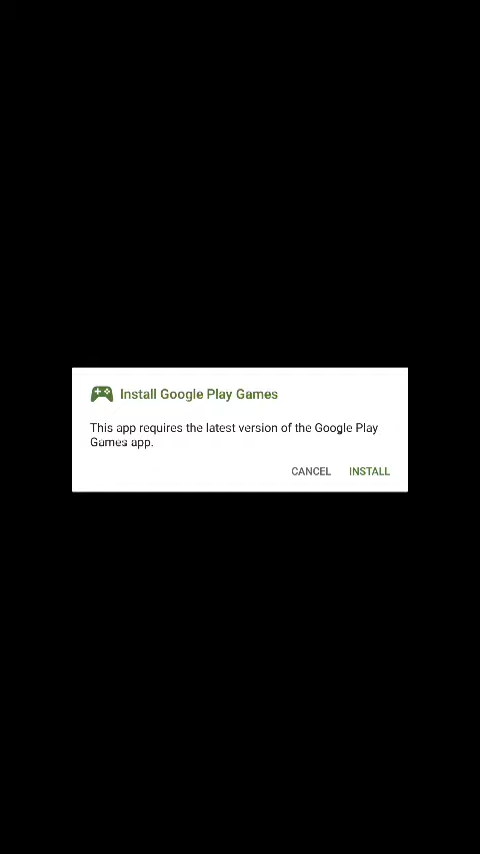 Install Google Play Games
This app requires the latest version of the Google Play
Games app.
CANCEL INSTALL